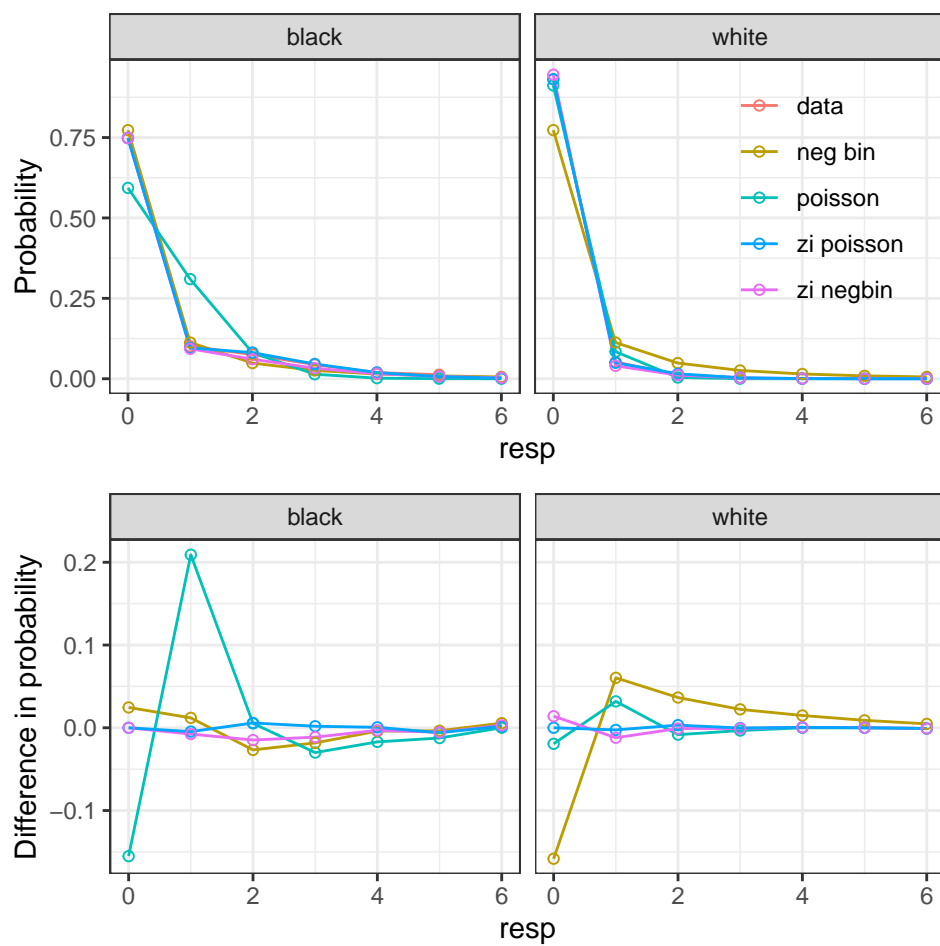 black white
Probability
0.75
0.50
0.25
0.00
data
neg bin
poisson
zi poisson
zi negbin
0 2 4 6 0 2 4 6
resp resp
black white
Difference in probability
0.2
0.1
0.0
−0.1
0 2 4 6 0 2 4 6
resp resp